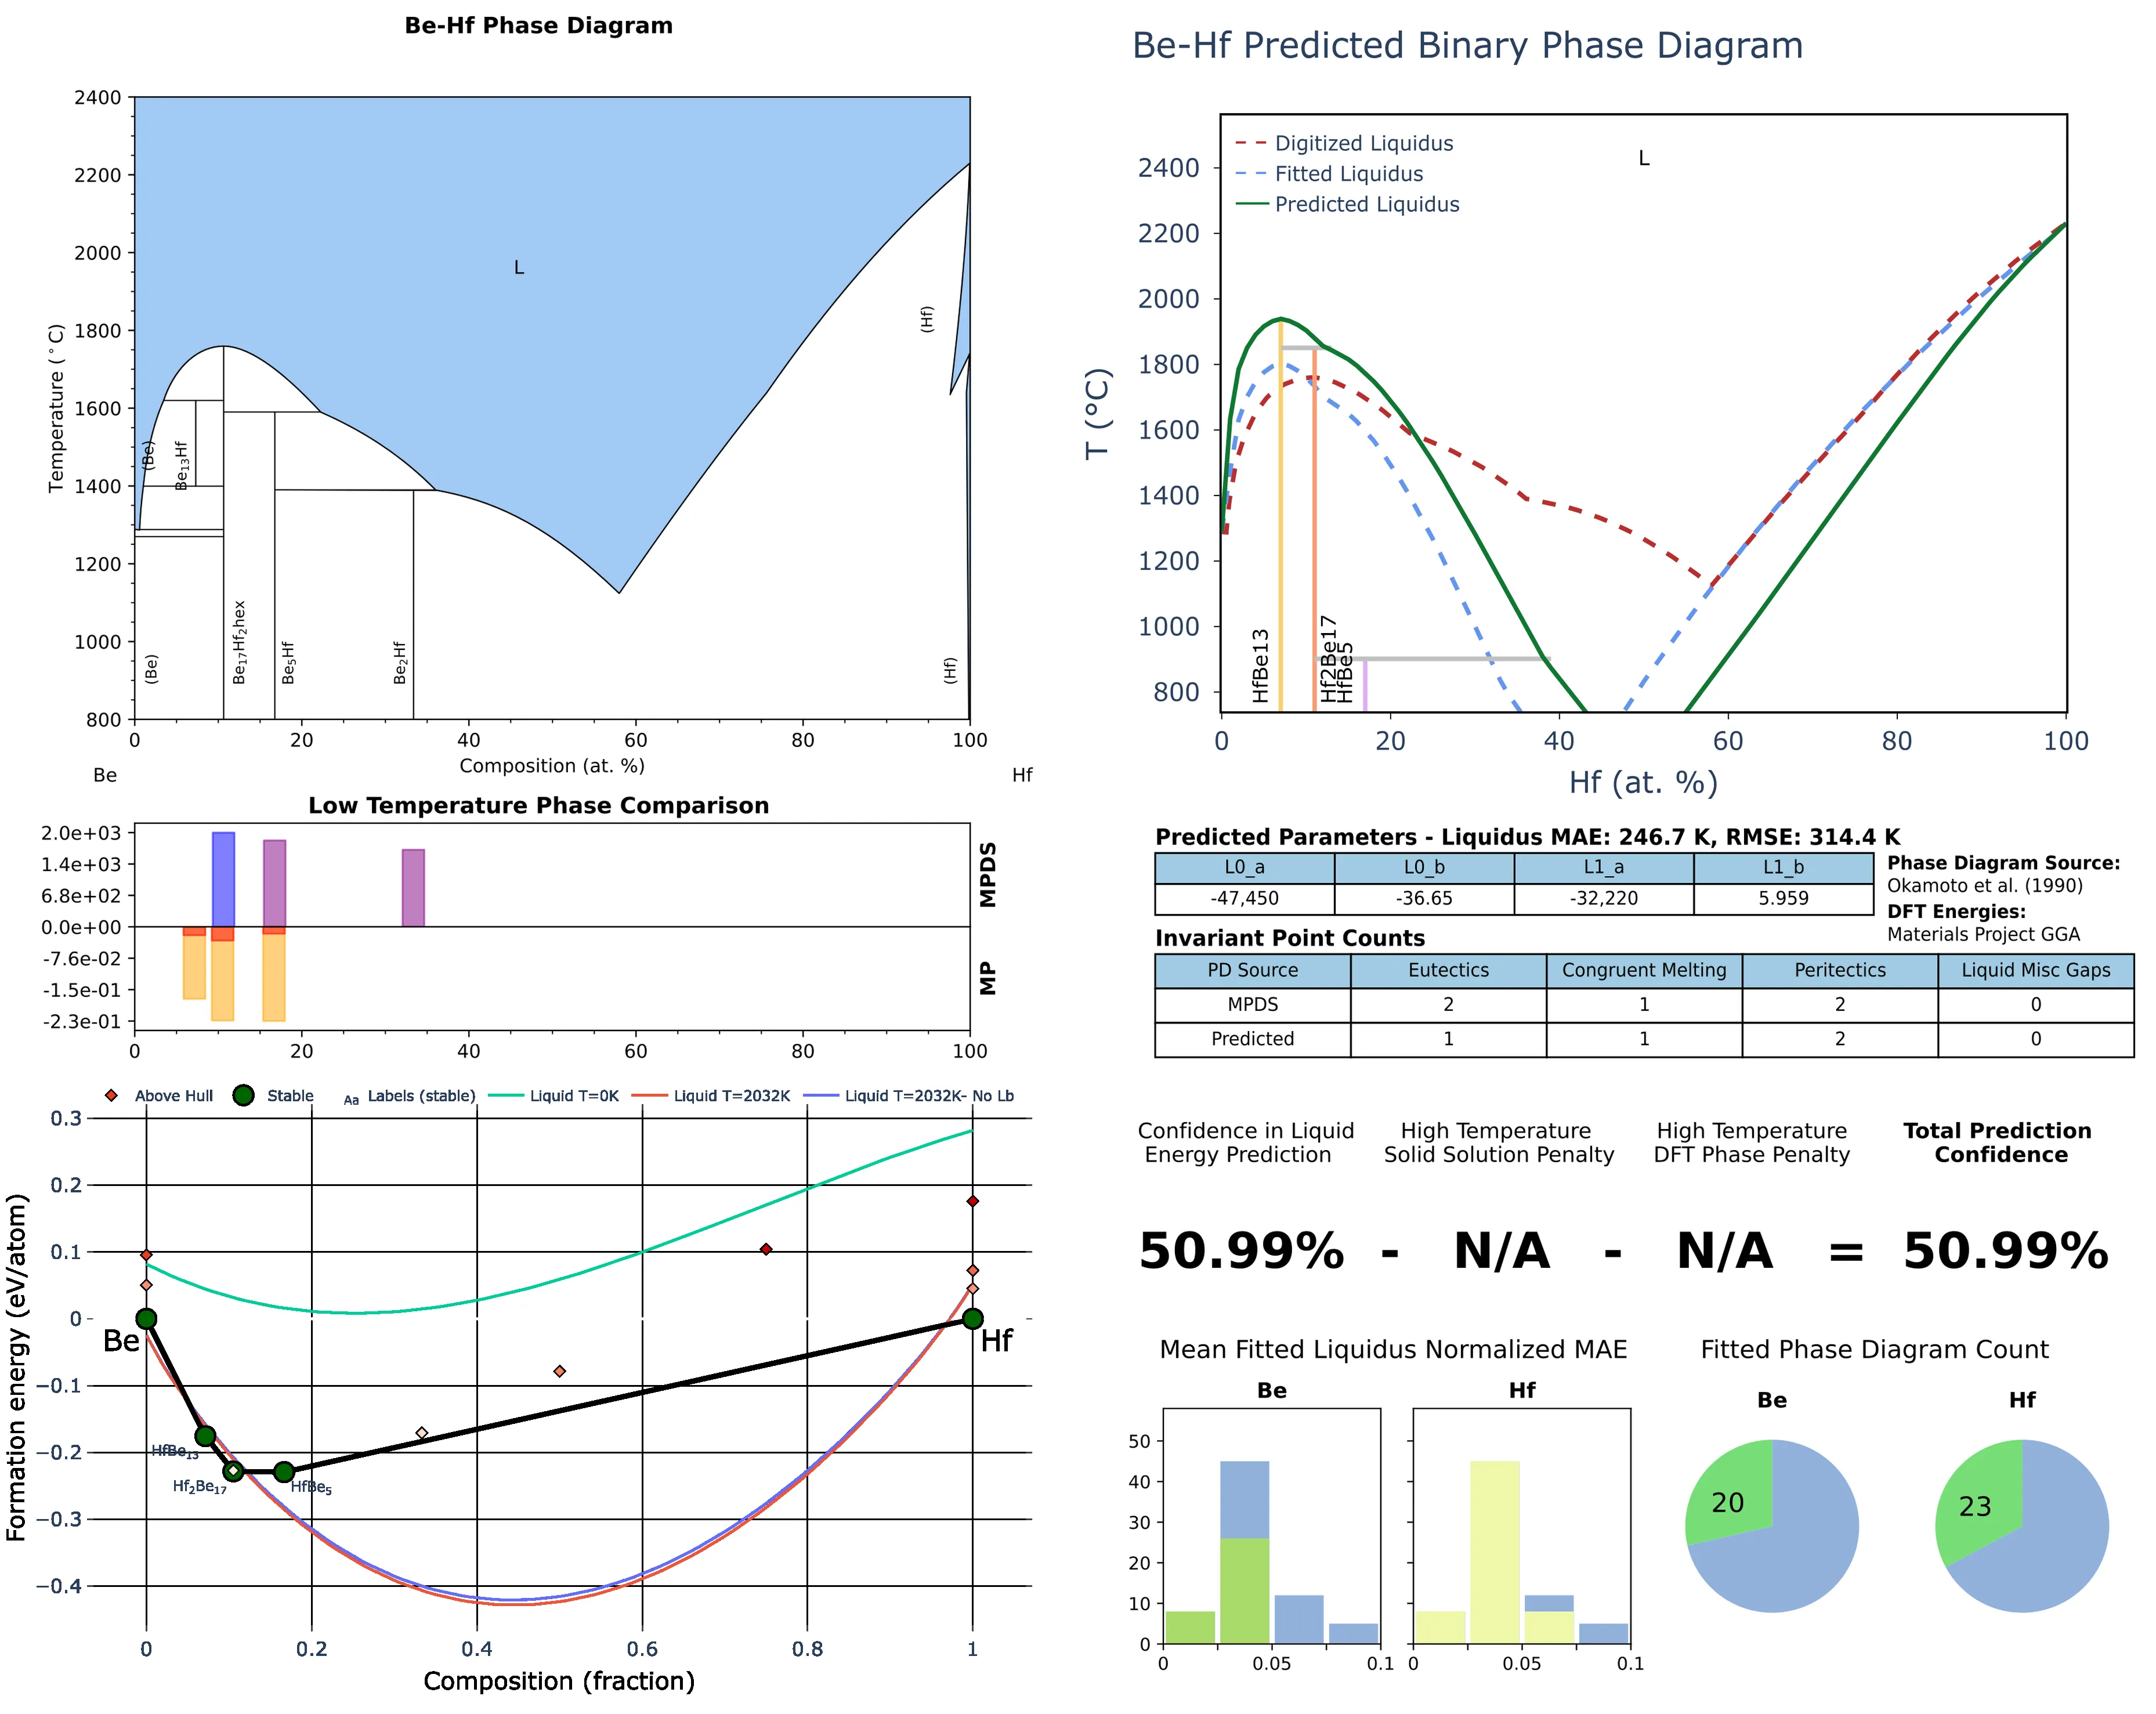 Be-Hf Phase Diagram
2400
2200
2000
1800
1600
1400
1200
1000
800
Temperature (°C)
L
(Hf)
(Be)
Be13Hf
(Be)
Be17Hf2hex
Be5Hf
Be2Hf
(Hf)
0 20 40 60 80 100
Composition (at. %)
Be Hf
Low Temperature Phase Comparison
2.0e+03
1.4e+03
6.8e+02
0.0e+00
-7.6e-02
-1.5e-01
-2.3e-01
MPDS
MP
0 20 40 60 80 100
Above Hull Stable Aa Labels (stable) Liquid T=0K Liquid T=2032K Liquid T=2032K- No Lb
0.3
0.2
0.1
0
−0.1
−0.2
−0.3
−0.4
Formation energy (eV/atom)
Be
Hf
HfBe13
Hf2Be17
HfBe5
0 0.2 0.4 0.6 0.8 1
Composition (fraction)
Be-Hf Predicted Binary Phase Diagram
Digitized Liquidus
Fitted Liquidus
Predicted Liquidus
L
2400
2200
2000
1800
1600
1400
1200
1000
800
T (°C)
HfBe13
Hf2Be17
HfBe5
0 20 40 60 80 100
Hf (at. %)
Predicted Parameters - Liquidus MAE: 246.7 K, RMSE: 314.4 K
L0_a L0_b L1_a L1_b
-47,450 -36.65 -32,220 5.959
Phase Diagram Source:
Okamoto et al. (1990)
DFT Energies:
Materials Project GGA
Invariant Point Counts
PD Source Eutectics Congruent Melting Peritectics Liquid Misc Gaps
MPDS 2 1 2 0
Predicted 1 1 2 0
Confidence in Liquid
Energy Prediction
High Temperature
Solid Solution Penalty
High Temperature
DFT Phase Penalty
Total Prediction
Confidence
50.99% - N/A - N/A = 50.99%
Mean Fitted Liquidus Normalized MAE
Be
Hf
50
40
30
20
10
0
0 0.05 0.1
0 0.05 0.1
Fitted Phase Diagram Count
Be
Hf
20
23